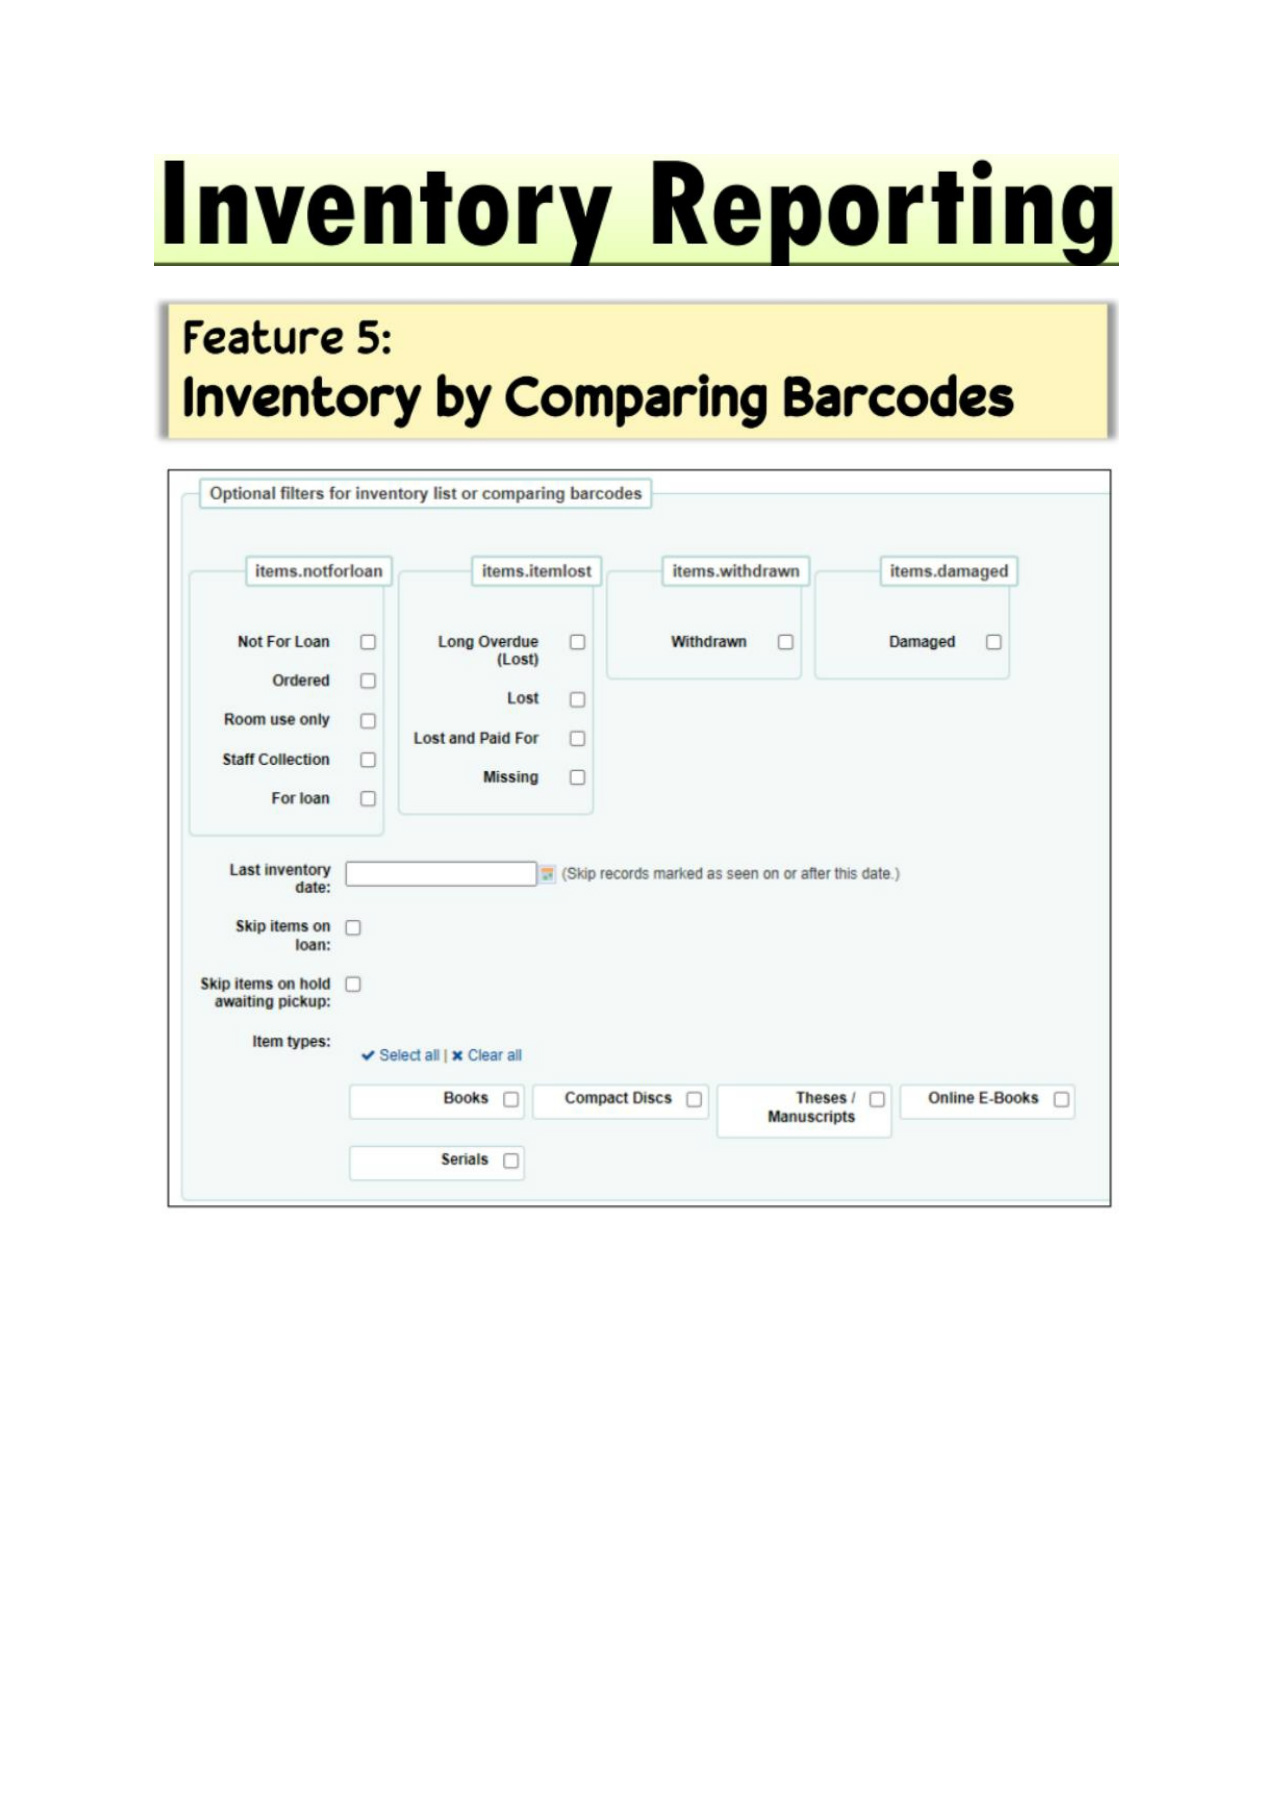 Inventory Reporting
Feature 5:
Inventory by Comparing Barcodes
Optional filters for inventory list or comparing barcodes
items.notforloan
Not For Loan
Ordered
Room use only
Staff Collection
For loan
items.itemlost
Long Overdue
(Lost)
Lost
Lost and Paid For
Missing
items.withdrawn
Withdrawn
items.damaged
Damaged
Last inventory
date:
(Skip records marked as seen on or after this date.)
Skip items on
loan:
Skip items on hold
awaiting pickup:
Item types:
Select all | Clear all
Books
Compact Discs
Theses /
Manuscripts
Online E-Books
Serials